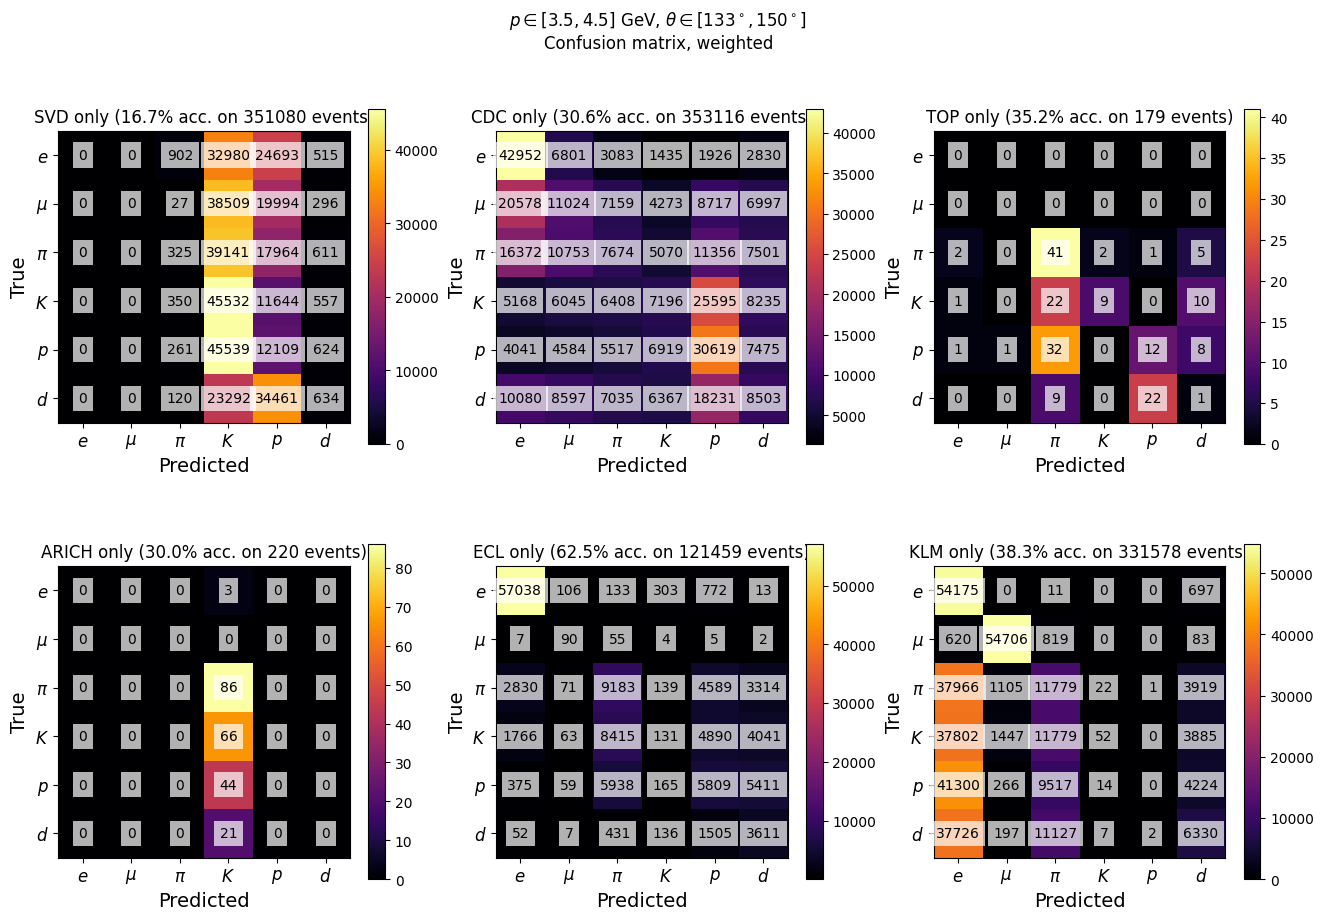 p ∈ [3.5, 4.5] GeV, θ ∈ [133°, 150°]
Confusion matrix, weighted
SVD only (16.7% acc. on 351080 events
True
e 0 0 902 32980 24693 515
μ 0 0 27 38509 19994 296
π 0 0 325 39141 17964 611
K 0 0 350 45532 11644 557
p 0 0 261 45539 12109 624
d 0 0 120 23292 34461 634
e μ π K p d
Predicted
40000
30000
20000
10000
0
CDC only (30.6% acc. on 353116 events
True
e 42952 6801 3083 1435 1926 2830
μ 20578 11024 7159 4273 8717 6997
π 16372 10753 7674 5070 11356 7501
K 5168 6045 6408 7196 25595 8235
p 4041 4584 5517 6919 30619 7475
d 10080 8597 7035 6367 18231 8503
e μ π K p d
Predicted
40000
35000
30000
25000
20000
15000
10000
5000
TOP only (35.2% acc. on 179 events)
True
e 0 0 0 0 0 0
μ 0 0 0 0 0 0
π 2 0 41 2 1 5
K 1 0 22 9 0 10
p 1 1 32 0 12 8
d 0 0 9 0 22 1
e μ π K p d
Predicted
40
35
30
25
20
15
10
5
0
ARICH only (30.0% acc. on 220 events)
True
e 0 0 0 3 0 0
μ 0 0 0 0 0 0
π 0 0 0 86 0 0
K 0 0 0 66 0 0
p 0 0 0 44 0 0
d 0 0 0 21 0 0
e μ π K p d
Predicted
80
70
60
50
40
30
20
10
0
ECL only (62.5% acc. on 121459 events
True
e 57038 106 133 303 772 13
μ 7 90 55 4 5 2
π 2830 71 9183 139 4589 3314
K 1766 63 8415 131 4890 4041
p 375 59 5938 165 5809 5411
d 52 7 431 136 1505 3611
e μ π K p d
Predicted
50000
40000
30000
20000
10000
KLM only (38.3% acc. on 331578 events
True
e 54175 0 11 0 0 697
μ 620 54706 819 0 0 83
π 37966 1105 11779 22 1 3919
K 37802 1447 11779 52 0 3885
p 41300 266 9517 14 0 4224
d 37726 197 11127 7 2 6330
e μ π K p d
Predicted
50000
40000
30000
20000
10000
0